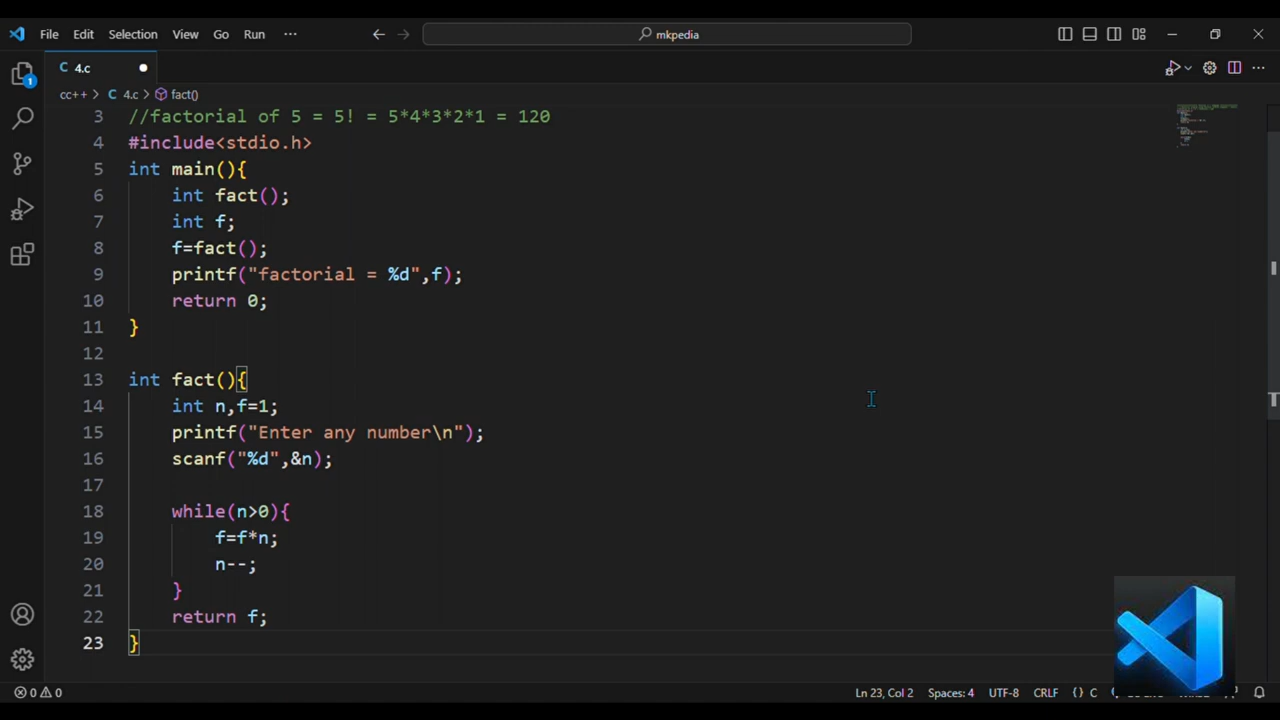 File Edit Selection View Go Run ···
mkpedia
C 4.c
cc++ > C 4.c > fact()
3 //factorial of 5 = 5! = 5*4*3*2*1 = 120
4 #include<stdio.h>
5 int main(){
6 int fact();
7 int f;
8 f=fact();
9 printf("factorial = %d",f);
10 return 0;
11 }
12
13 int fact(){
14 int n,f=1;
15 printf("Enter any number\n");
16 scanf("%d",&n);
17
18 while(n>0){
19 f=f*n;
20 n--;
21 }
22 return f;
23 }
1
0 0
Ln 23, Col 2 Spaces: 4 UTF-8 CRLF {} C